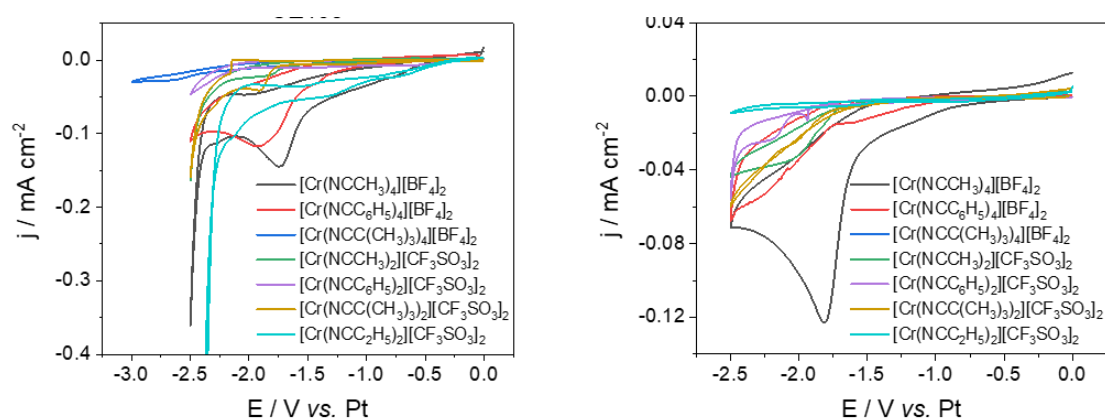 0.0
-0.1
-0.2
-0.3
-0.4
j / mA cm⁻²
[Cr(NCCH₃)₄][BF₄]₂
[Cr(NCC₆H₅)₄][BF₄]₂
[Cr(NCC(CH₃)₃)₄][BF₄]₂
[Cr(NCCH₃)₂][CF₃SO₃]₂
[Cr(NCC₆H₅)₂][CF₃SO₃]₂
[Cr(NCC(CH₃)₃)₂][CF₃SO₃]₂
[Cr(NCC₂H₅)₂][CF₃SO₃]₂
-3.0 -2.5 -2.0 -1.5 -1.0 -0.5 0.0
E / V vs. Pt
0.04
0.00
-0.04
-0.08
-0.12
j / mA cm⁻²
[Cr(NCCH₃)₄][BF₄]₂
[Cr(NCC₆H₅)₄][BF₄]₂
[Cr(NCC(CH₃)₃)₄][BF₄]₂
[Cr(NCCH₃)₂][CF₃SO₃]₂
[Cr(NCC₆H₅)₂][CF₃SO₃]₂
[Cr(NCC(CH₃)₃)₂][CF₃SO₃]₂
[Cr(NCC₂H₅)₂][CF₃SO₃]₂
-2.5 -2.0 -1.5 -1.0 -0.5 0.0
E / V vs. Pt